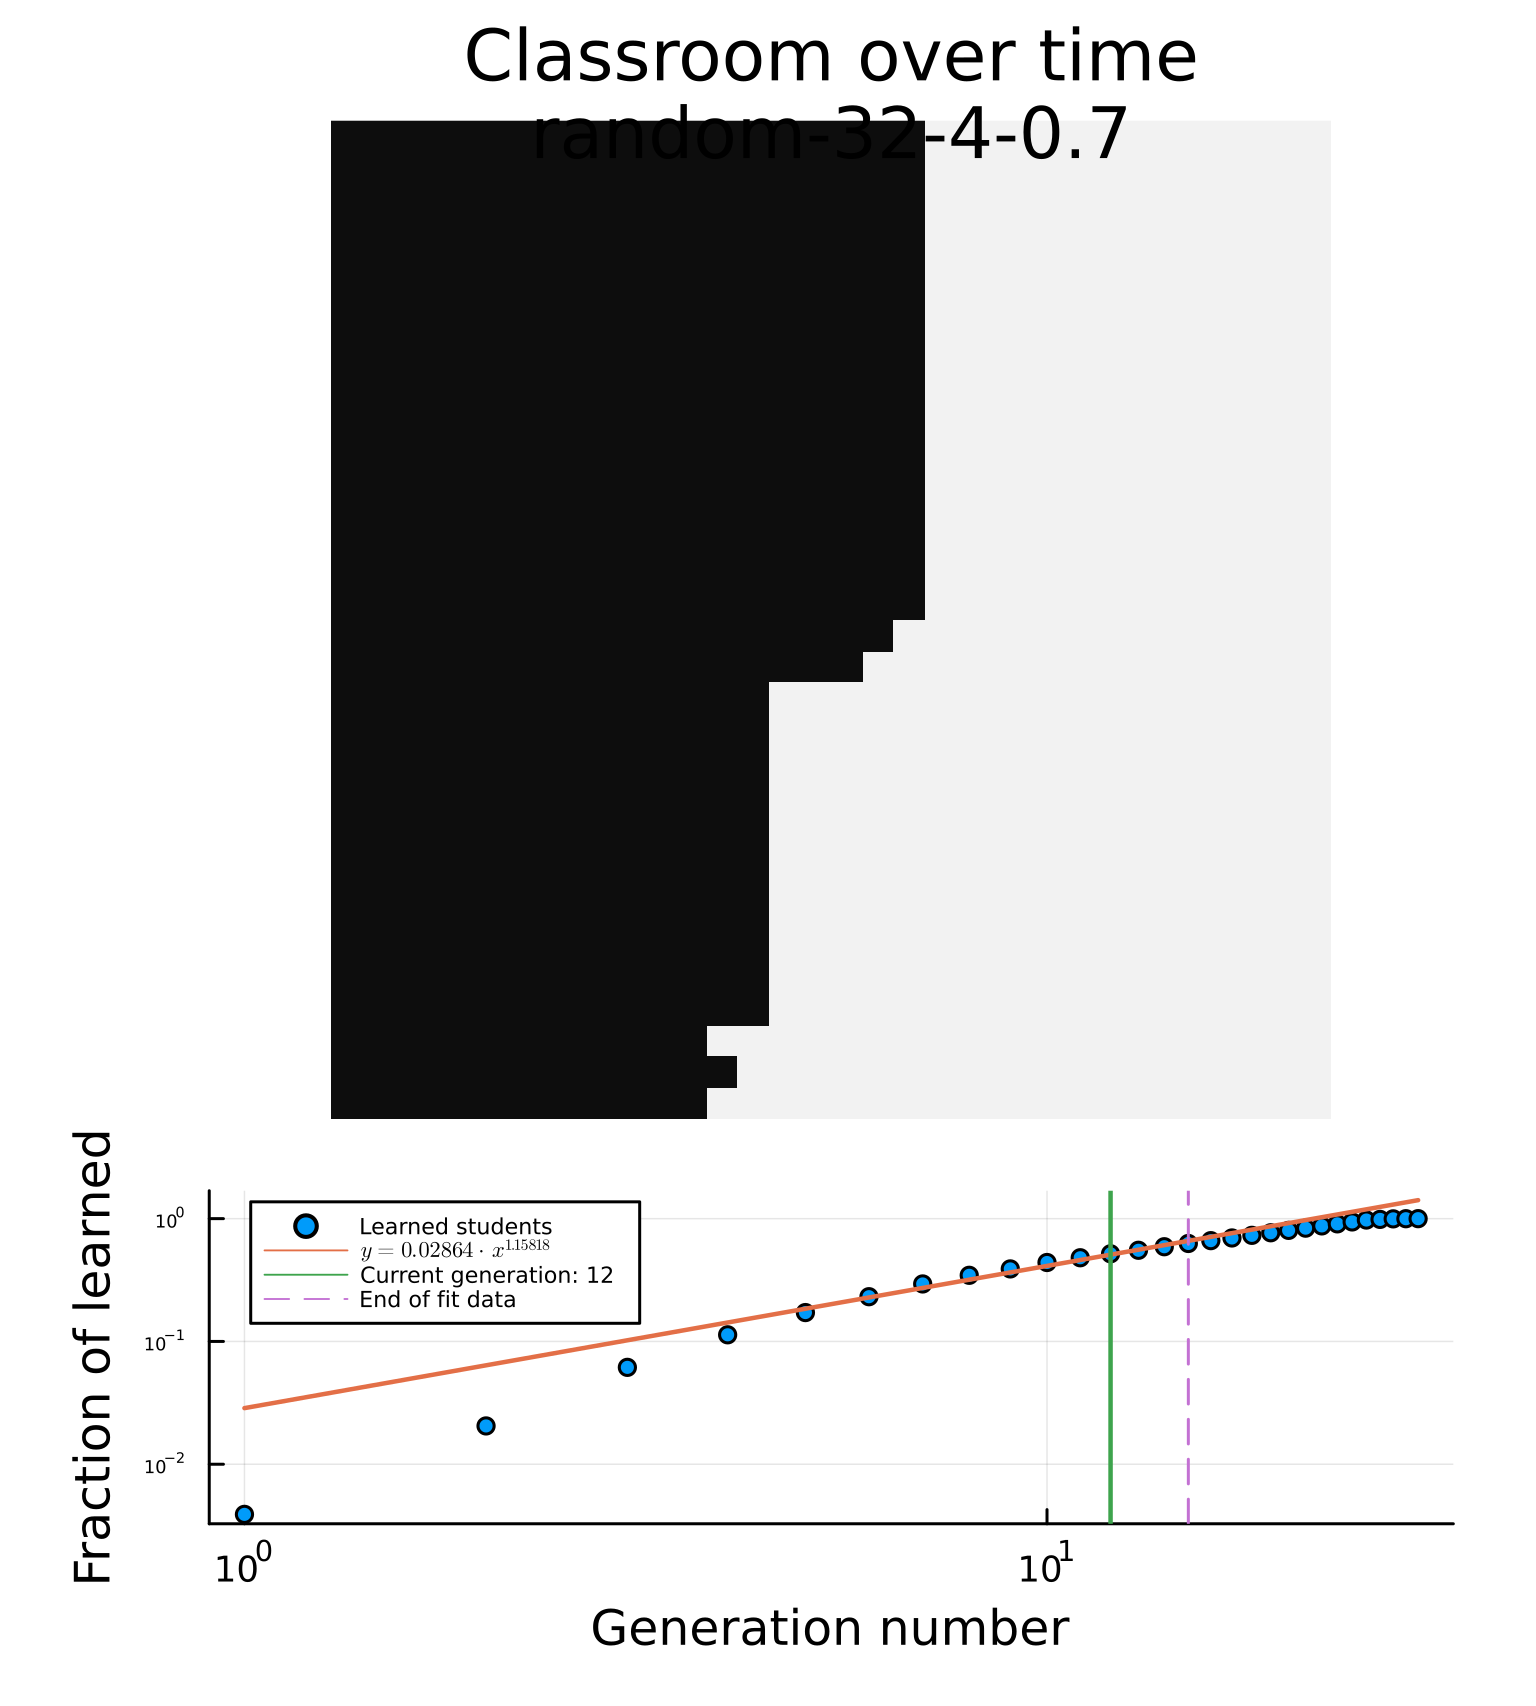 Classroom over time
random-32-4-0.7
Fraction of learned
10^0
10^-1
10^-2
Learned students
y = 0.02864 · x^1.15818
Current generation: 12
End of fit data
10^0
10^1
Generation number